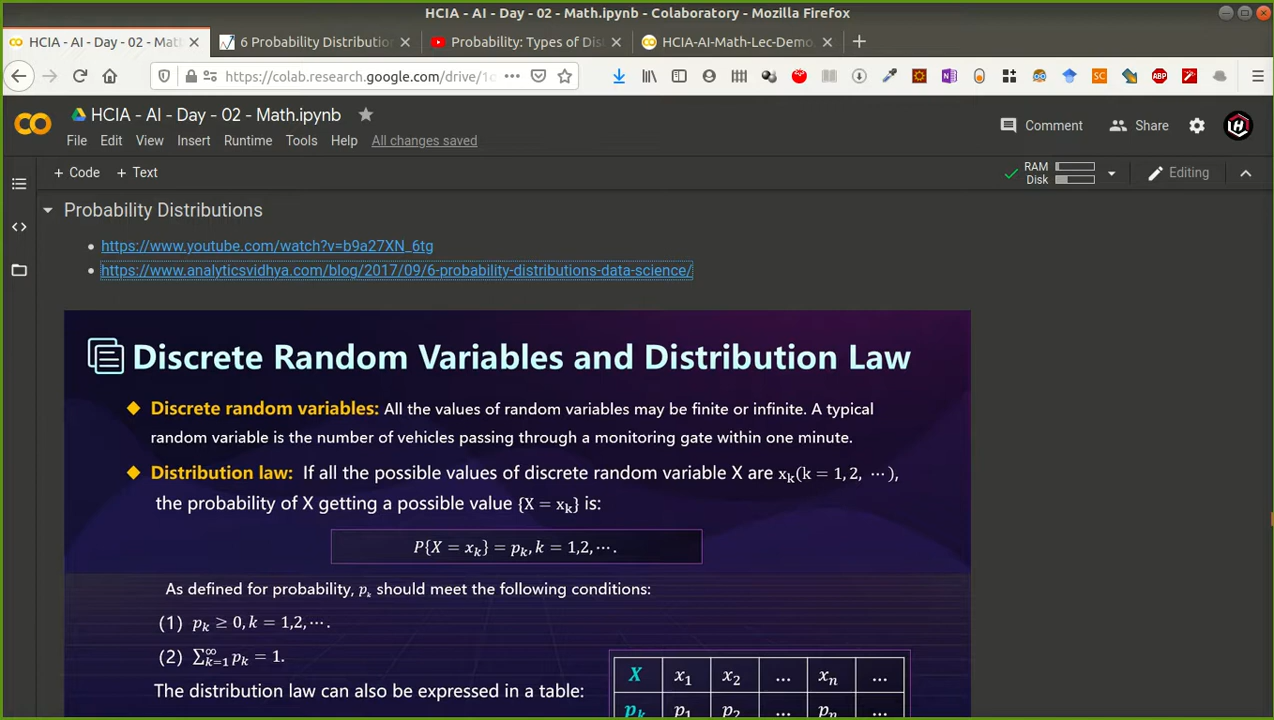 HCIA - AI - Day - 02 - Math.ipynb - Colaboratory - Mozilla Firefox
HCIA - AI - Day - 02 - Mat
6 Probability Distributio
Probability: Types of Dis
HCIA-AI-Math-Lec-Demo
https://colab.research.google.com/drive/1
HCIA - AI - Day - 02 - Math.ipynb
Comment
Share
File Edit View Insert Runtime Tools Help All changes saved
+ Code + Text
RAM
Disk
Editing
Probability Distributions
https://www.youtube.com/watch?v=b9a27XN_6tg
https://www.analyticsvidhya.com/blog/2017/09/6-probability-distributions-data-science/
Discrete Random Variables and Distribution Law
Discrete random variables: All the values of random variables may be finite or infinite. A typical
random variable is the number of vehicles passing through a monitoring gate within one minute.
Distribution law: If all the possible values of discrete random variable X are xₖ(k = 1, 2, ⋯),
the probability of X getting a possible value {X = xₖ} is:
P{X = xₖ} = pₖ, k = 1,2,⋯.
As defined for probability, pₖ should meet the following conditions:
(1) pₖ ≥ 0, k = 1,2,⋯.
(2) ∑ₖ₌₁^∞ pₖ = 1.
The distribution law can also be expressed in a table:
X x₁ x₂ ... xₙ ...
pₖ p₁ p₂ ... pₙ ...